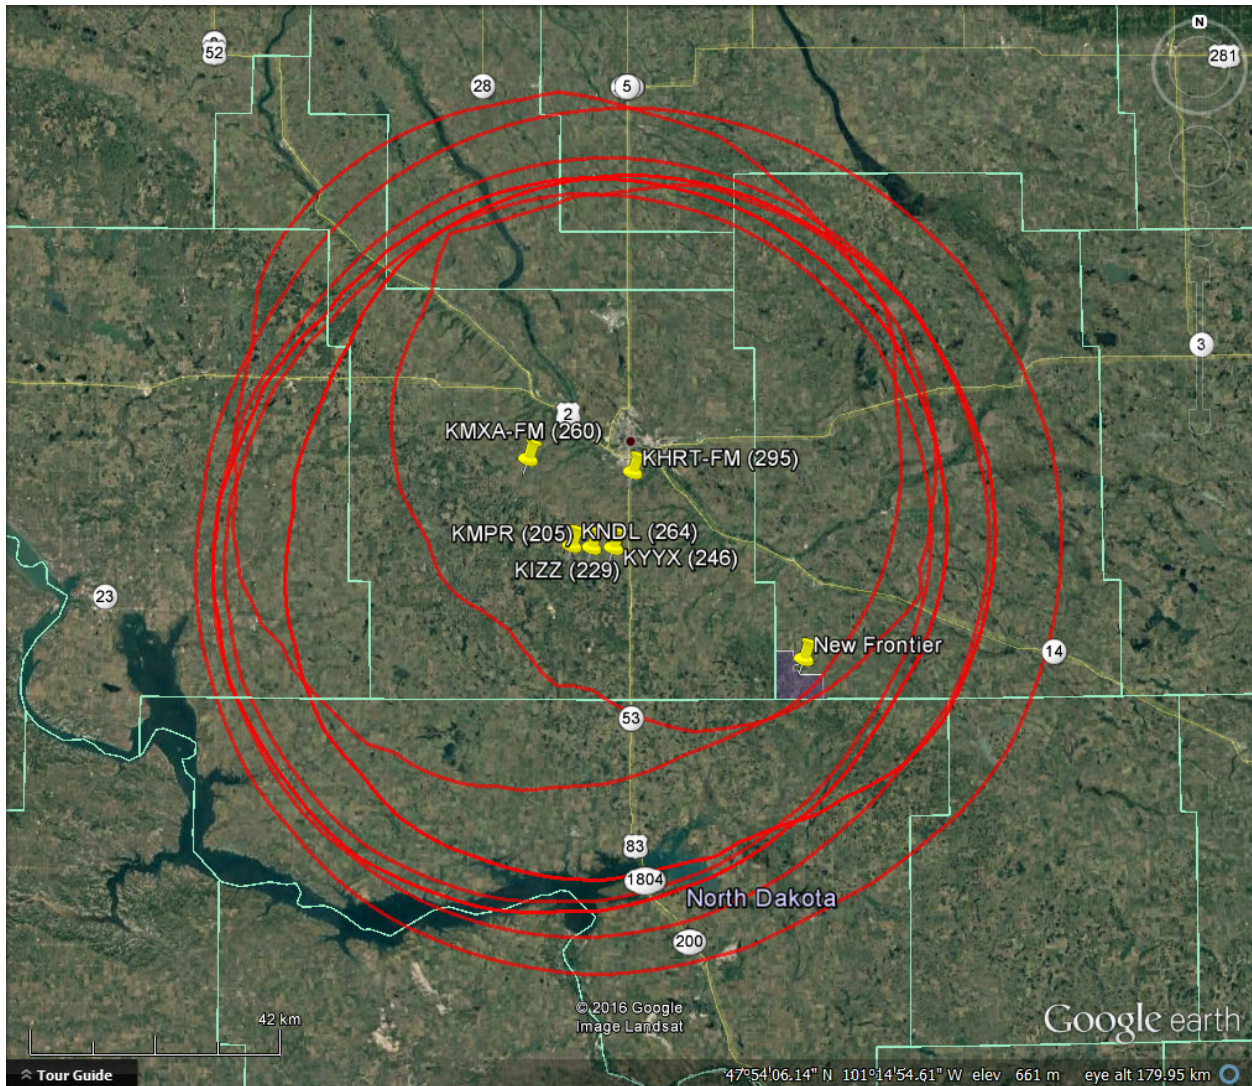 N
52
28
5
281
3
2
KMXA-FM (260)
KHRT-FM (295)
KMPR (205)
KNDL (264)
KIZZ (229)
KYYX (246)
23
New Frontier
14
53
83
1804
North Dakota
200
42 km
© 2016 Google
Image Landsat
Google earth
Tour Guide
47°54'06.14" N 101°14'54.61" W elev 661 m eye alt 179.95 km